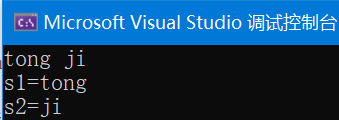 Microsoft Visual Studio 调试控制台
tong ji
s1=tong
s2=ji